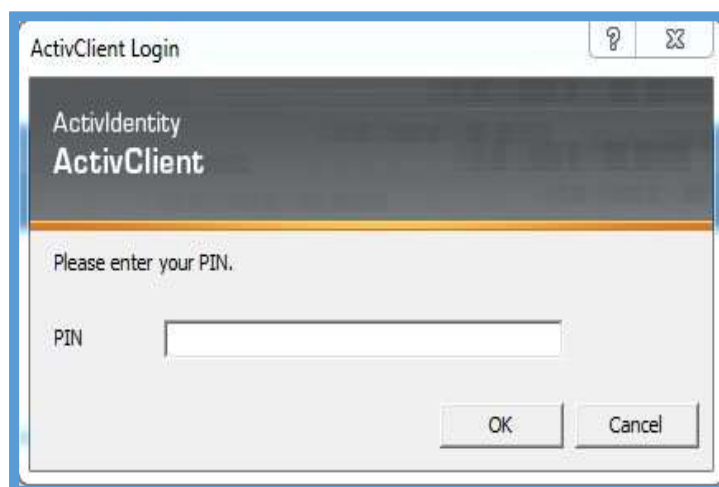 ActivClient Login
ActivIdentity
ActivClient
Please enter your PIN.
PIN
OK
Cancel